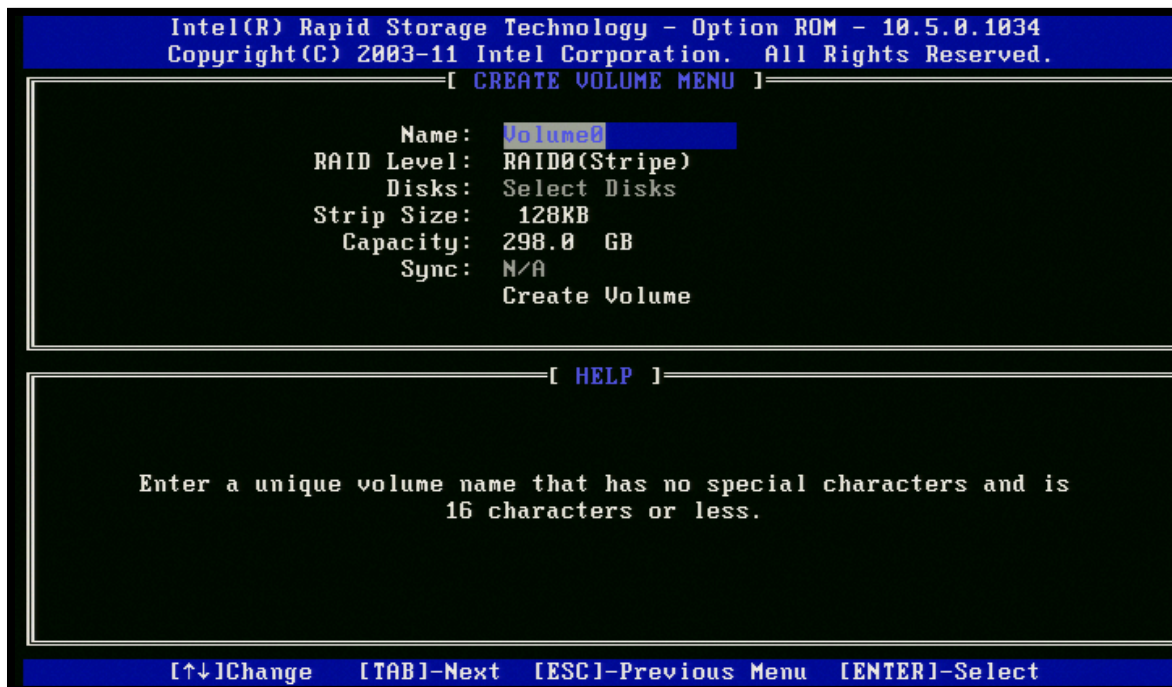 Intel(R) Rapid Storage Technology - Option ROM - 10.5.0.1034
Copyright(C) 2003-11 Intel Corporation.  All Rights Reserved.
[ CREATE VOLUME MENU ]
Name: Volume0
RAID Level: RAID0(Stripe)
Disks: Select Disks
Strip Size: 128KB
Capacity: 298.0 GB
Sync: N/A
Create Volume
[ HELP ]
Enter a unique volume name that has no special characters and is
16 characters or less.
[↑↓]Change [TAB]-Next [ESC]-Previous Menu [ENTER]-Select